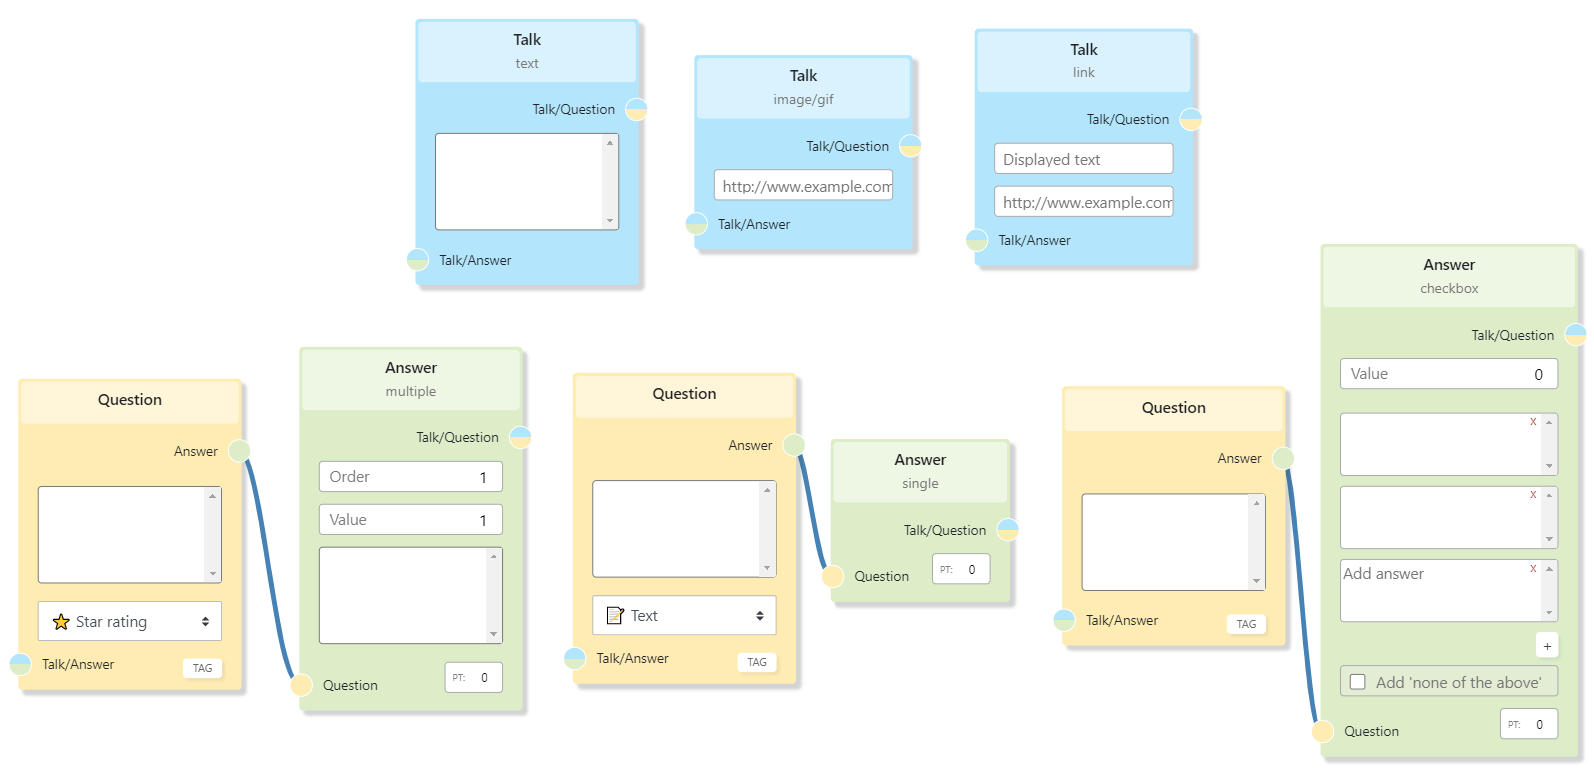 Talk
text
Talk/Question
Talk/Answer
Talk
image/gif
Talk/Question
http://www.example.com
Talk/Answer
Talk
link
Talk/Question
Displayed text
http://www.example.com
Talk/Answer
Question
Answer
Star rating
Talk/Answer
TAG
Answer
multiple
Talk/Question
Order 1
Value 1
Question
PT: 0
Question
Answer
Text
Talk/Answer
TAG
Answer
single
Talk/Question
Question
PT: 0
Question
Answer
Talk/Answer
TAG
Answer
checkbox
Talk/Question
Value 0
x
x
Add answer x
+
Add 'none of the above'
Question
PT: 0